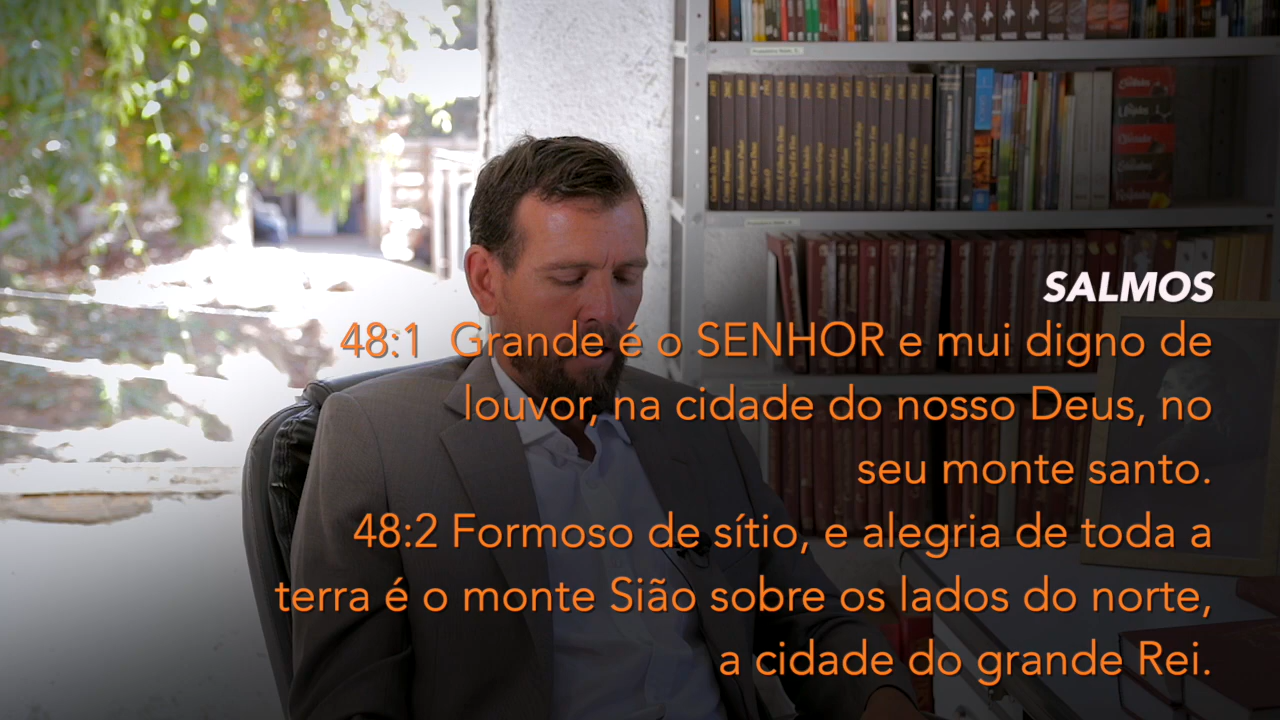 SALMOS
48:1 Grande é o SENHOR e mui digno de
louvor, na cidade do nosso Deus, no
seu monte santo.
48:2 Formoso de sítio, e alegria de toda a
terra é o monte Sião sobre os lados do norte,
a cidade do grande Rei.